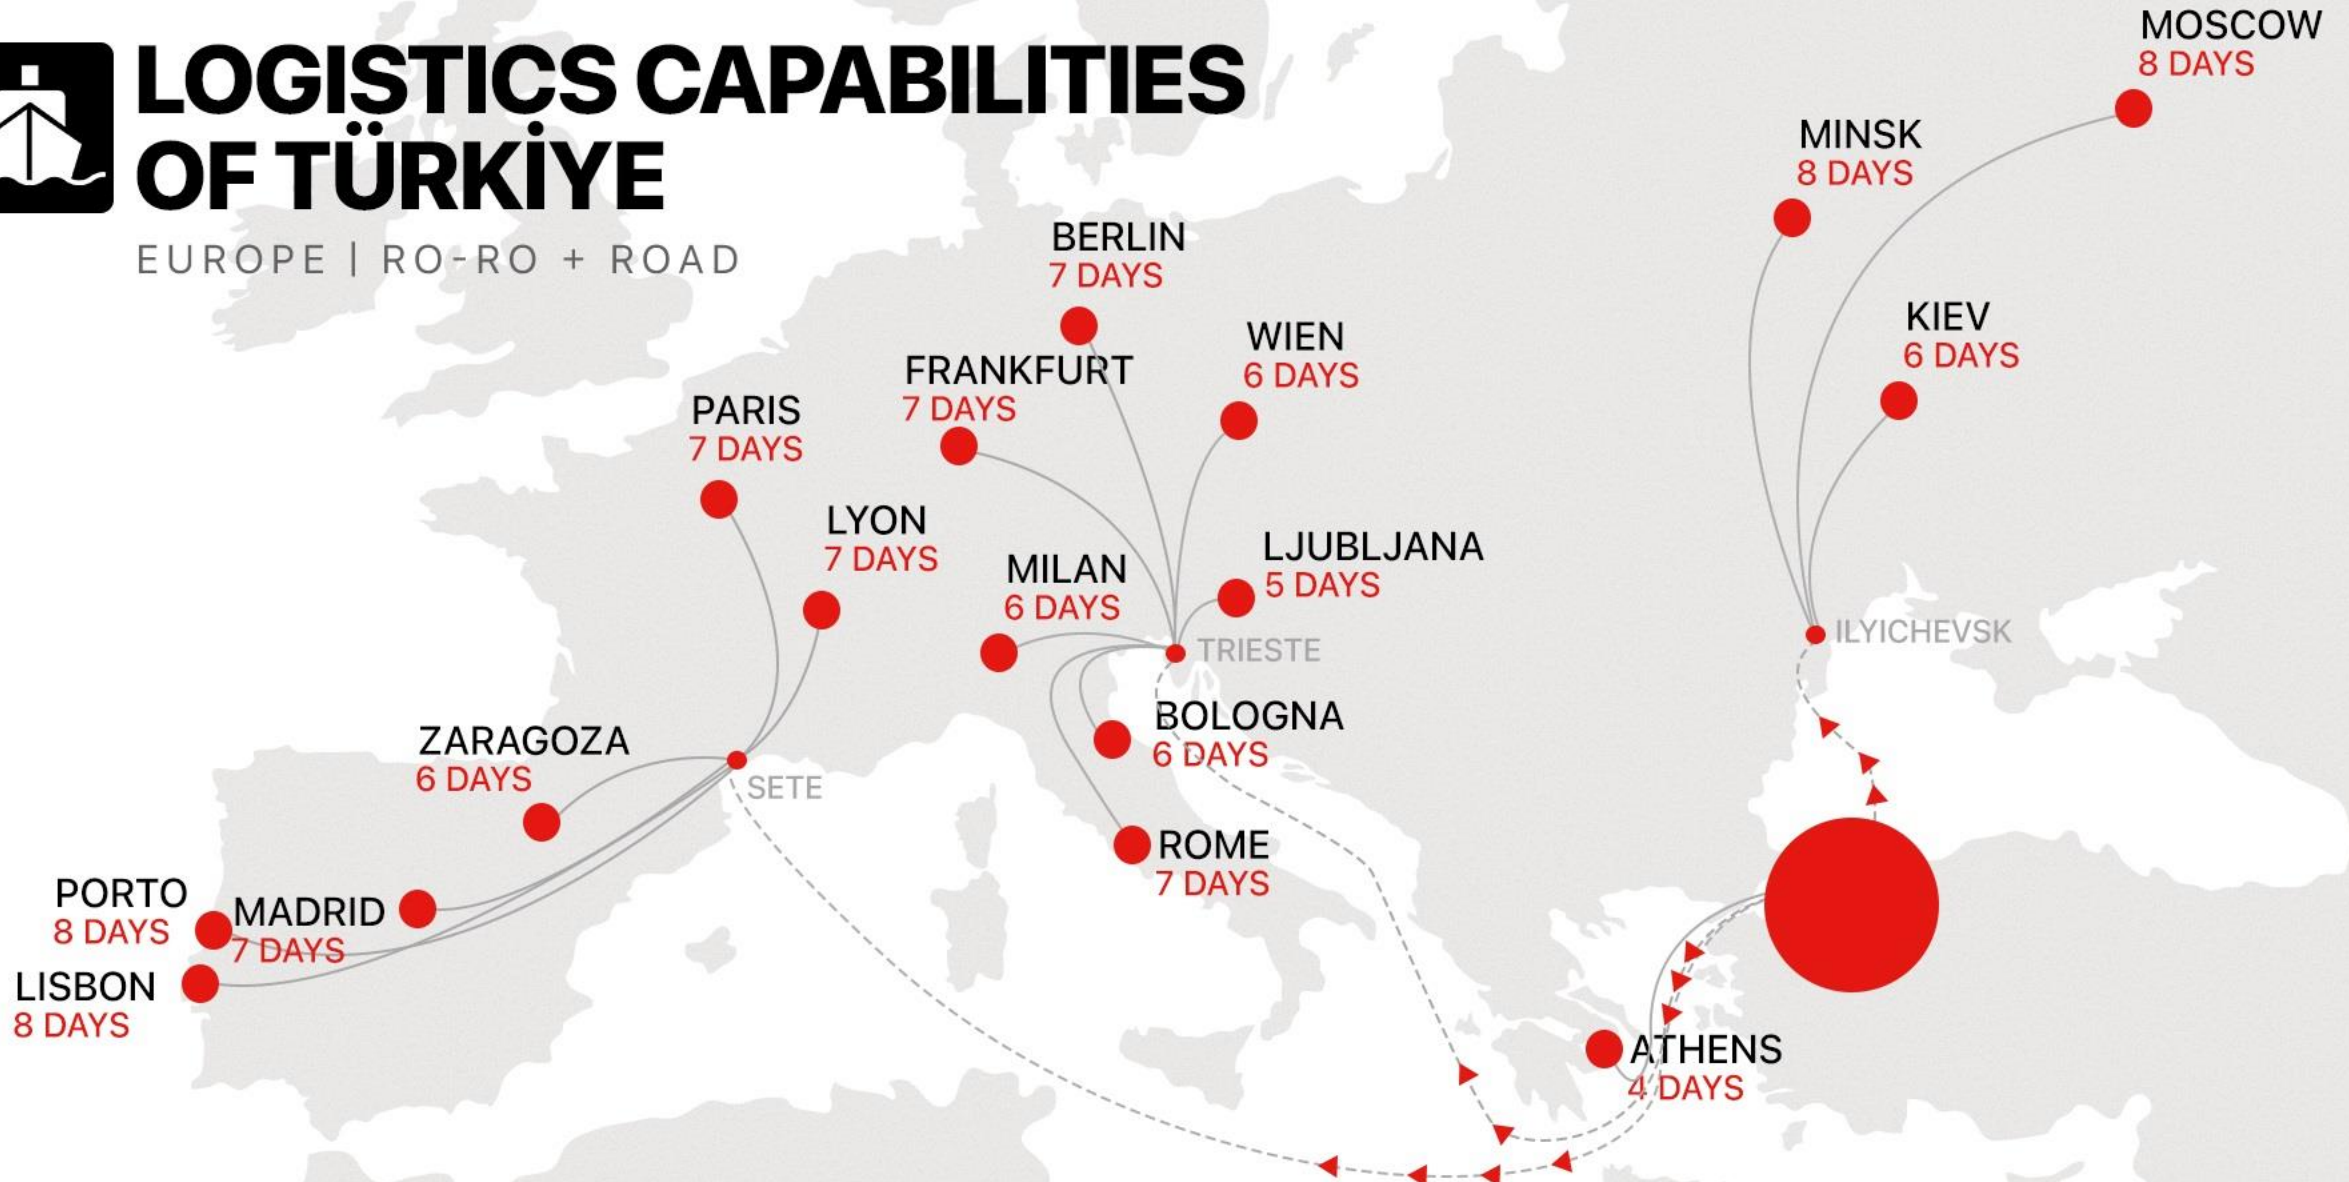 LOGISTICS CAPABILITIES
OF TÜRKİYE
EUROPE | RO-RO + ROAD
MOSCOW
8 DAYS
MINSK
8 DAYS
BERLIN
7 DAYS
KIEV
6 DAYS
WIEN
6 DAYS
FRANKFURT
7 DAYS
PARIS
7 DAYS
LYON
7 DAYS
LJUBLJANA
5 DAYS
MILAN
6 DAYS
TRIESTE
ILYICHEVSK
BOLOGNA
6 DAYS
ZARAGOZA
6 DAYS
SETE
ROME
7 DAYS
PORTO
8 DAYS
MADRID
7 DAYS
LISBON
8 DAYS
ATHENS
4 DAYS